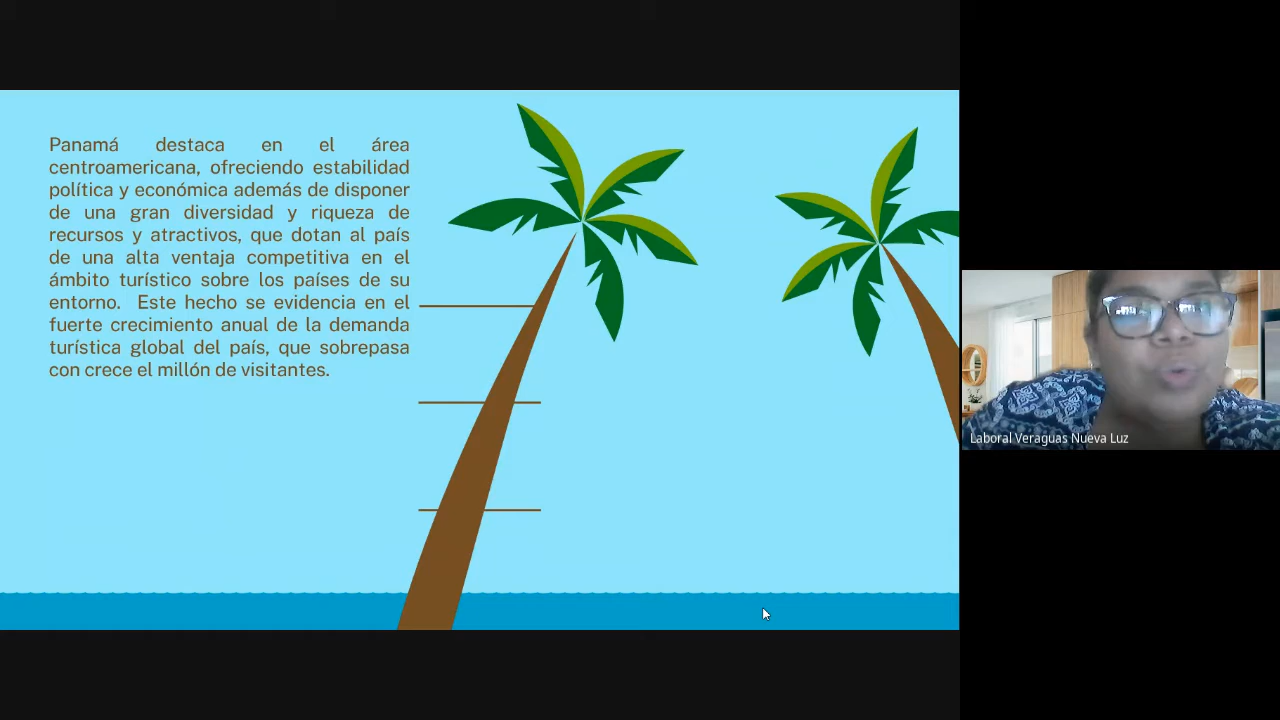 Panamá destaca en el área
centroamericana, ofreciendo estabilidad
política y económica además de disponer
de una gran diversidad y riqueza de
recursos y atractivos, que dotan al país
de una alta ventaja competitiva en el
ámbito turístico sobre los países de su
entorno. Este hecho se evidencia en el
fuerte crecimiento anual de la demanda
turística global del país, que sobrepasa
con crece el millón de visitantes.
Laboral Veraguas Nueva Luz